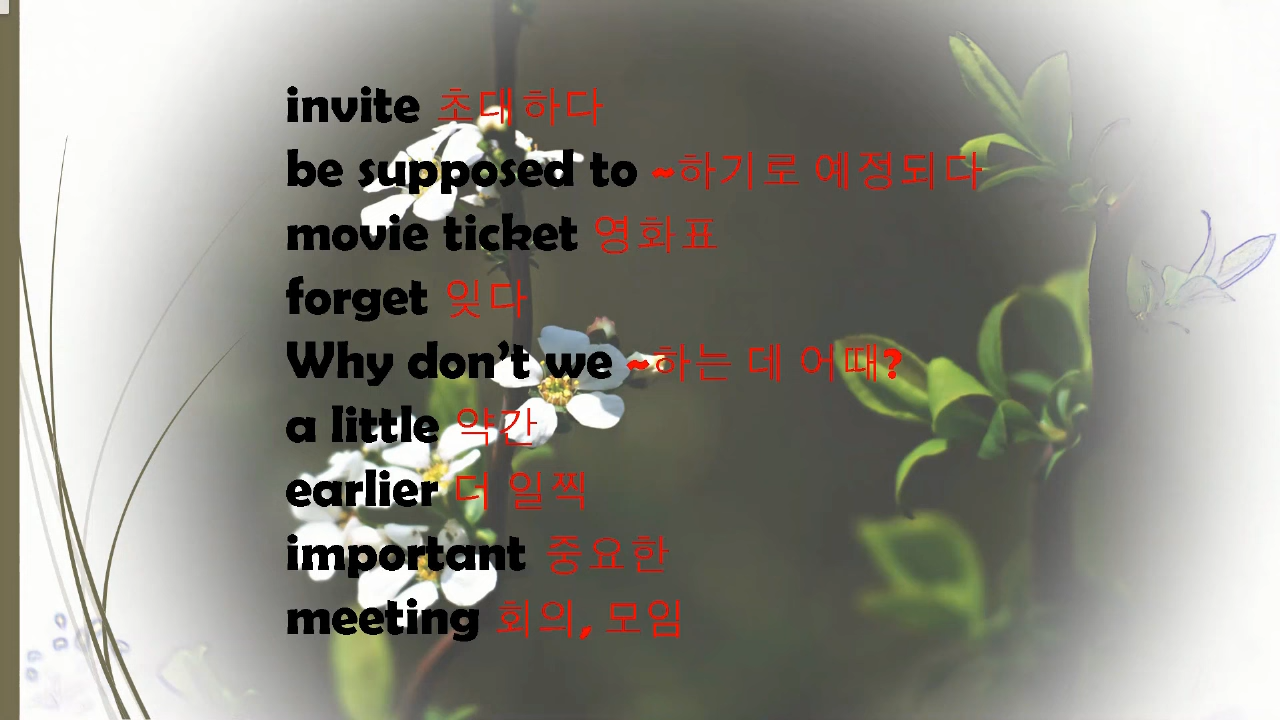 invite 초대하다
be supposed to ~하기로 예정되다
movie ticket 영화표
forget 잊다
Why don’t we ~하는 데 어때?
a little 약간
earlier 더 일찍
important 중요한
meeting 회의, 모임